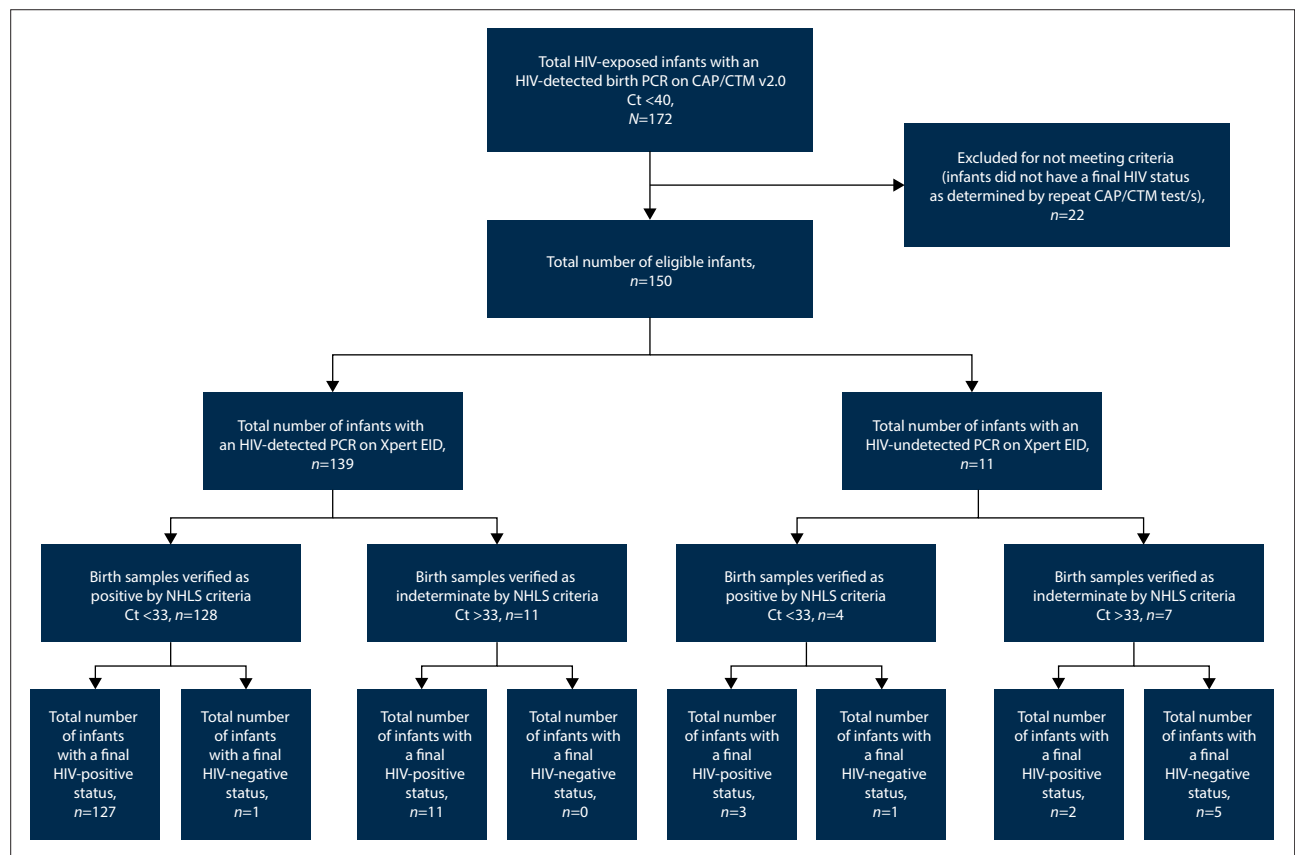 Total HIV-exposed infants with an
HIV-detected birth PCR on CAP/CTM v2.0
Ct <40,
N=172
Excluded for not meeting criteria
(infants did not have a final HIV status
as determined by repeat CAP/CTM test/s),
n=22
Total number of eligible infants,
n=150
Total number of infants with
an HIV-detected PCR on Xpert EID,
n=139
Total number of infants with an
HIV-undetected PCR on Xpert EID,
n=11
Birth samples verified as
positive by NHLS criteria
Ct <33, n=128
Birth samples verified as
indeterminate by NHLS criteria
Ct >33, n=11
Birth samples verified as
positive by NHLS criteria
Ct <33, n=4
Birth samples verified as
indeterminate by NHLS criteria
Ct >33, n=7
Total number
of infants
with a final
HIV-positive
status,
n=127
Total number
of infants
with a final
HIV-negative
status,
n=1
Total number
of infants with
a final
HIV-positive
status,
n=11
Total number
of infants with
a final
HIV-negative
status,
n=0
Total number
of infants with
a final
HIV-positive
status,
n=3
Total number
of infants with
a final
HIV-negative
status,
n=1
Total number
of infants with
a final
HIV-positive
status,
n=2
Total number
of infants with
a final
HIV-negative
status,
n=5